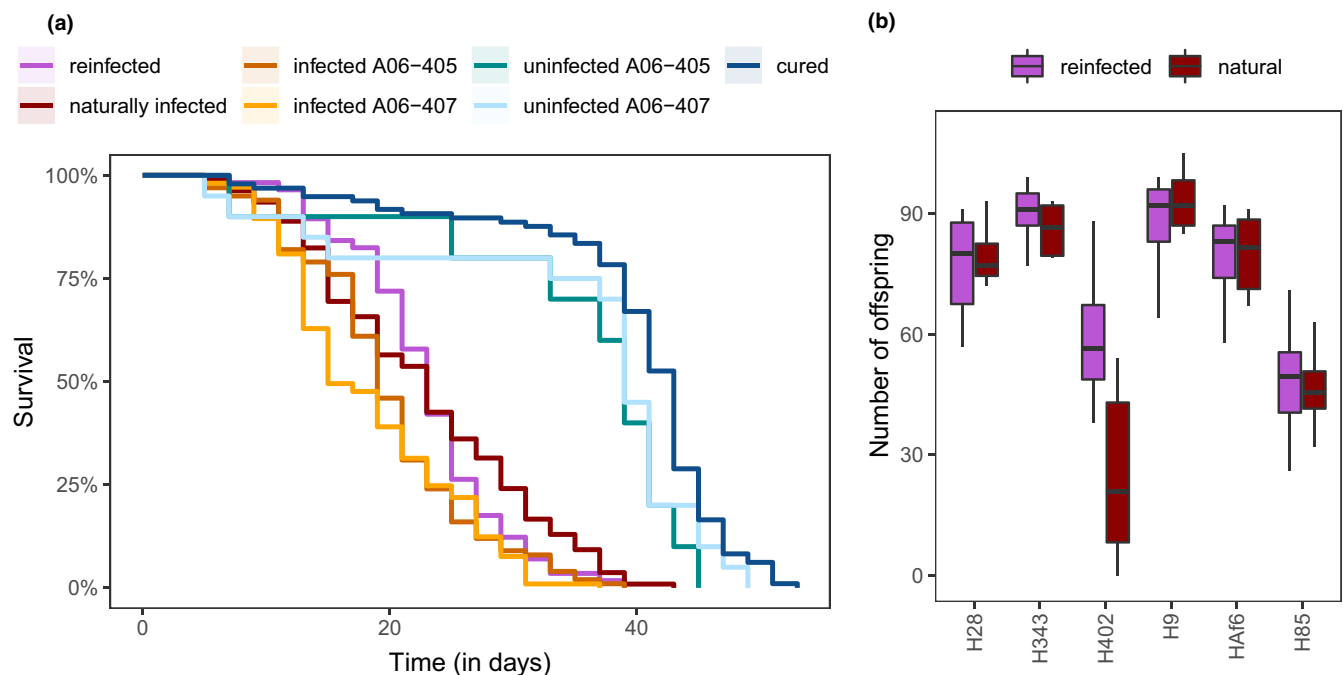 (a)
reinfected
infected A06−405
uninfected A06−405
cured
naturally infected
infected A06−407
uninfected A06−407
100%
75%
50%
25%
0%
Survival
0
20
40
Time (in days)
(b)
reinfected
natural
90
60
30
0
Number of offspring
H28
H343
H402
H9
HAf6
H85